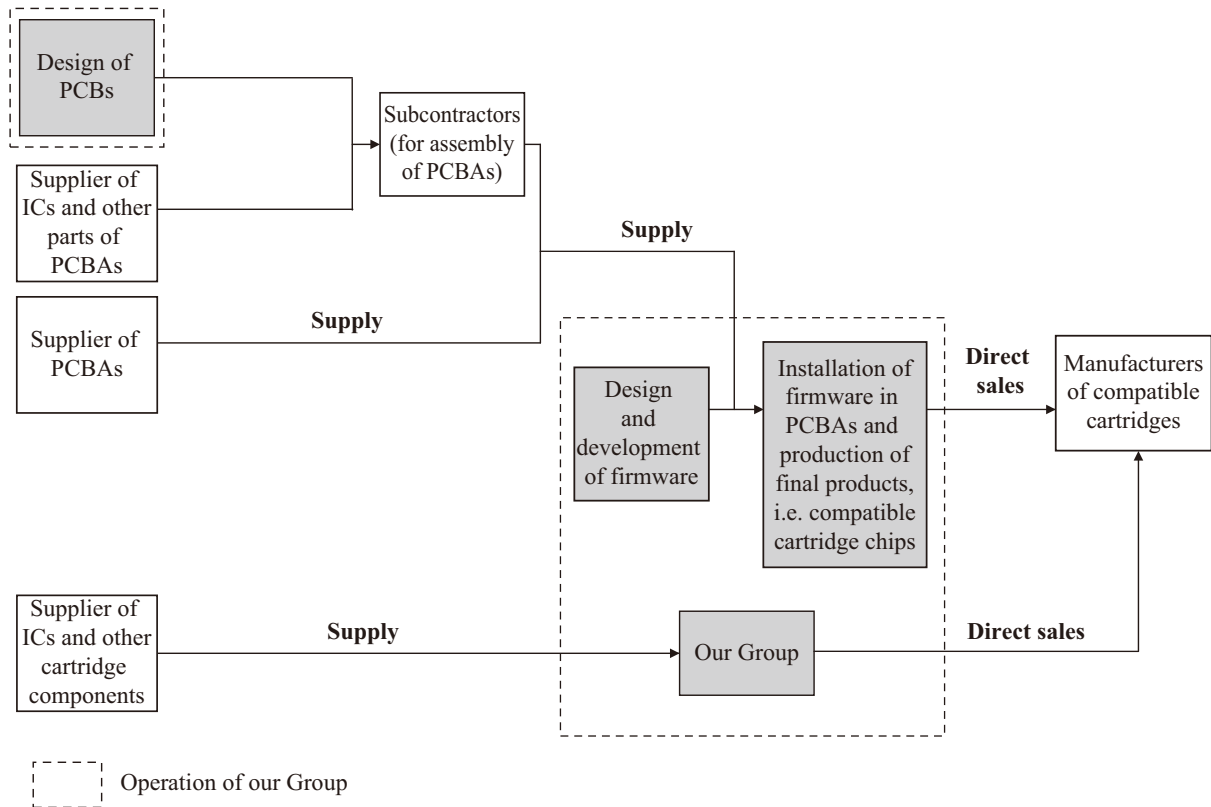 Design of
PCBs
Subcontractors
(for assembly
of PCBAs)
Supplier of
ICs and other
parts of
PCBAs
Supply
Supplier of
PCBAs
Supply
Design
and
development
of firmware
Installation of
firmware in
PCBAs and
production of
final products,
i.e. compatible
cartridge chips
Direct
sales
Manufacturers
of compatible
cartridges
Supplier of
ICs and other
cartridge
components
Supply
Our Group
Direct sales
Operation of our Group